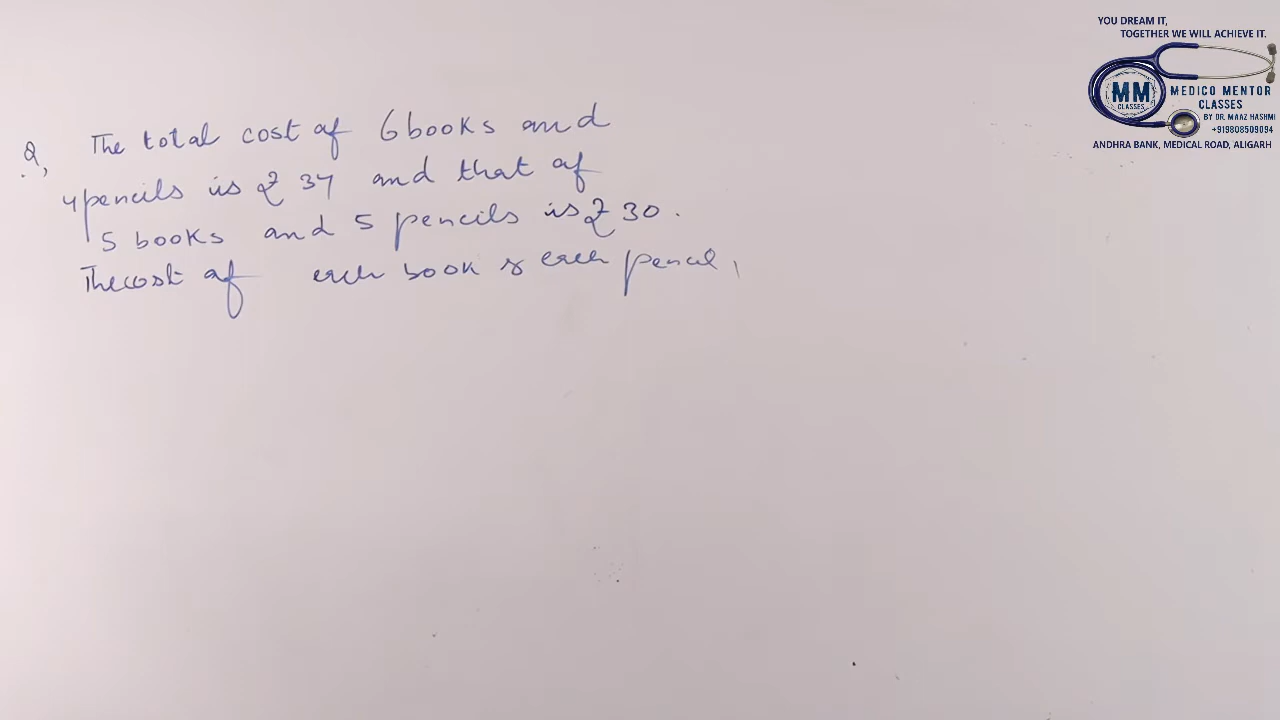 YOU DREAM IT,
TOGETHER WE WILL ACHIEVE IT.
MM
CLASSES
MEDICO MENTOR
CLASSES
BY DR. MAAZ HASHMI
+919808509094
ANDHRA BANK, MEDICAL ROAD, ALIGARH
Q, The total cost of 6 books and
4 pencils is ₹ 34 and that of
5 books and 5 pencils is ₹ 30.
The cost of each book & each pencil,